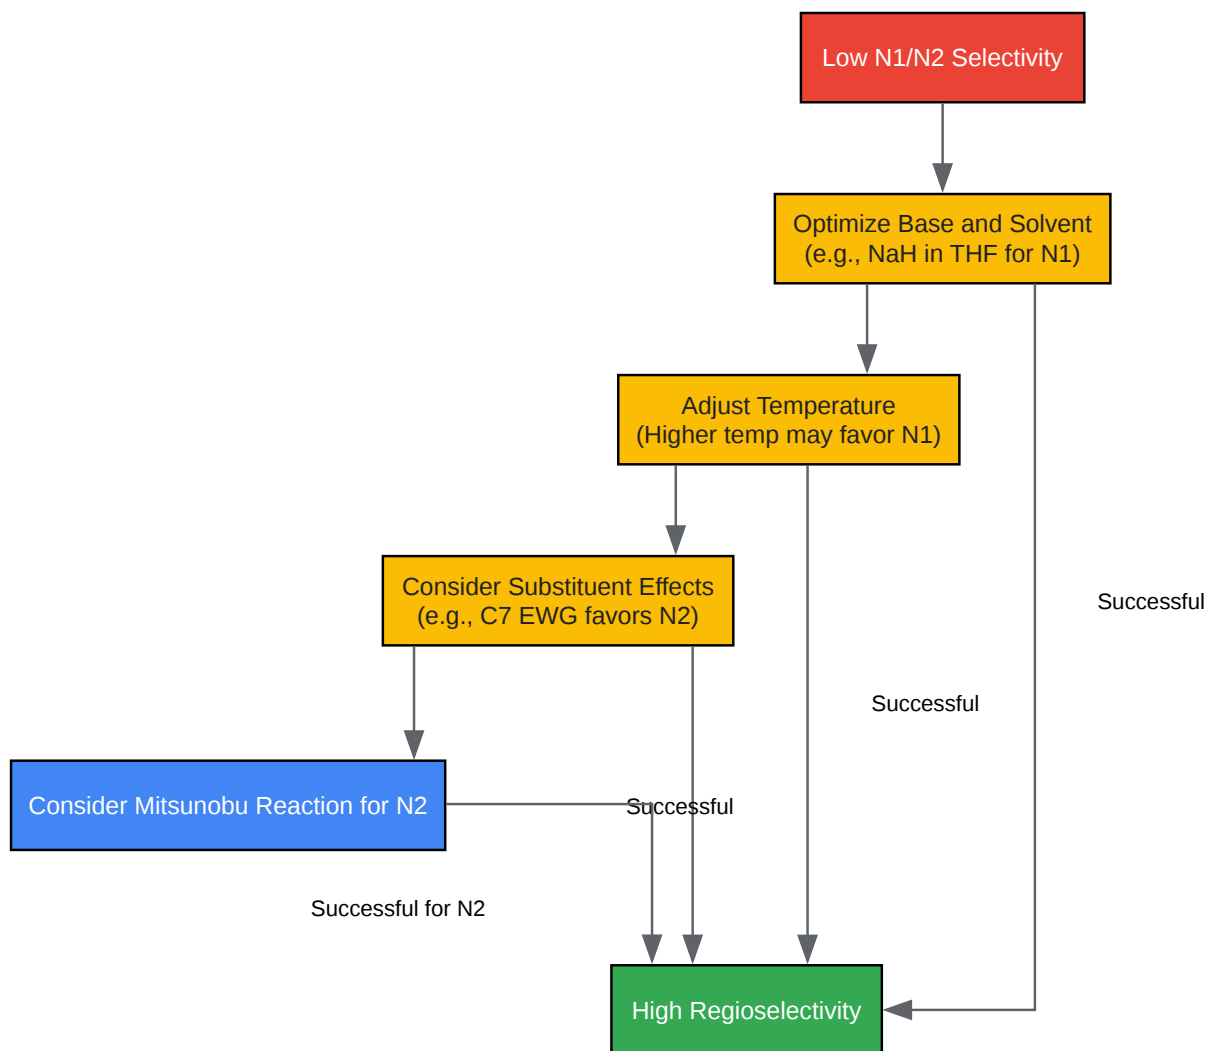 Low N1/N2 Selectivity
Optimize Base and Solvent
(e.g., NaH in THF for N1)
Adjust Temperature
(Higher temp may favor N1)
Consider Substituent Effects
(e.g., C7 EWG favors N2)
Successful
Successful
Consider Mitsunobu Reaction for N2
Successful
Successful for N2
High Regioselectivity